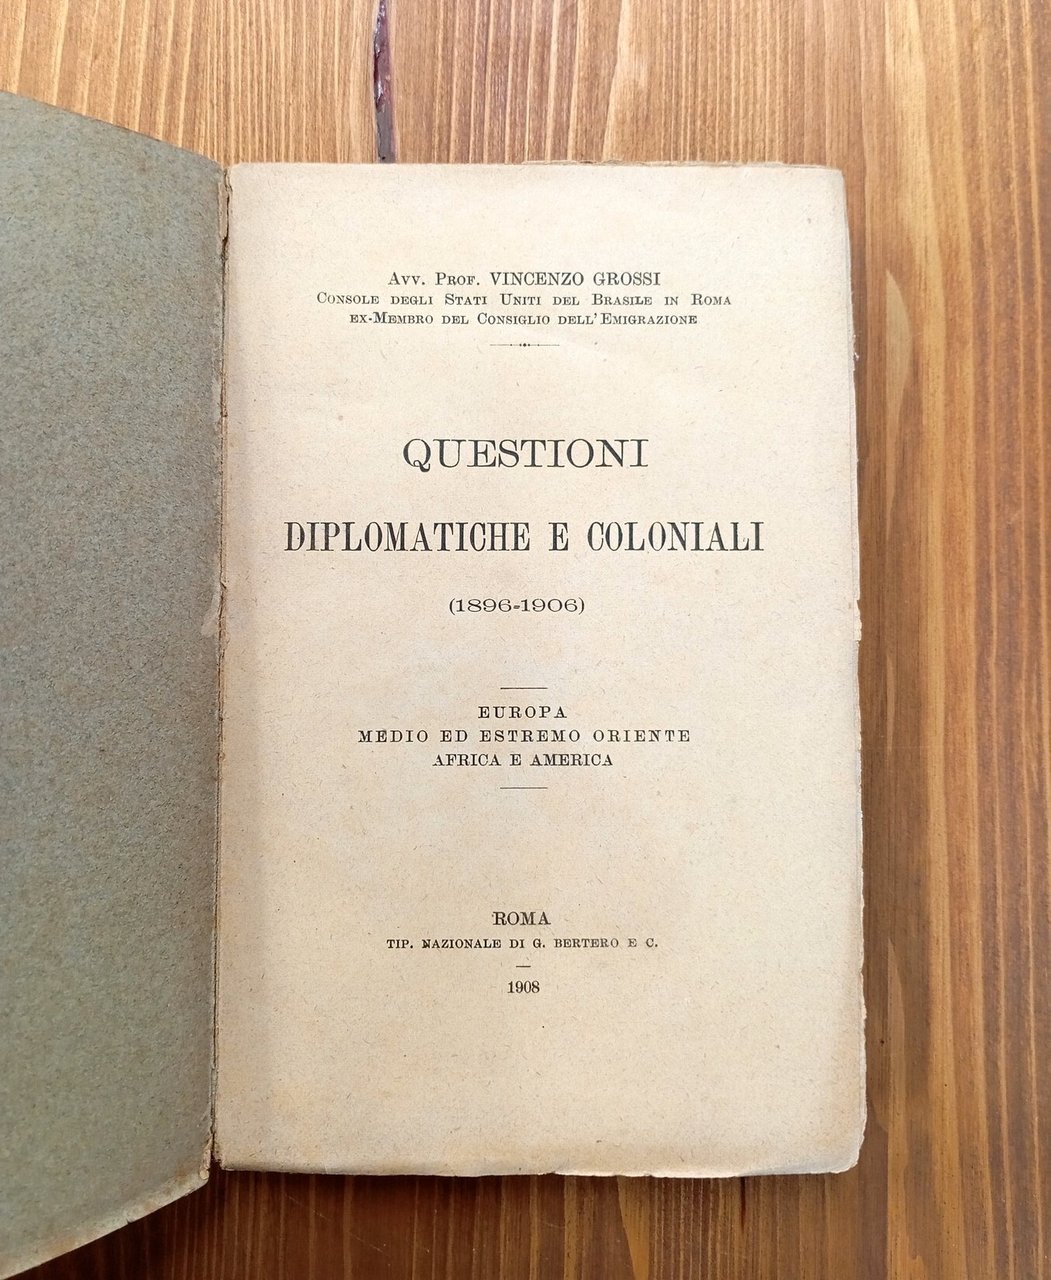 Avv. Prof. VINCENZO GROSSI
Console degli Stati Uniti del Brasile in Roma
ex-Membro del Consiglio dell'Emigrazione
QUESTIONI
DIPLOMATICHE E COLONIALI
(1896-1906)
EUROPA
MEDIO ED ESTREMO ORIENTE
AFRICA E AMERICA
ROMA
TIP. NAZIONALE DI G. BERTERO E C.
1908